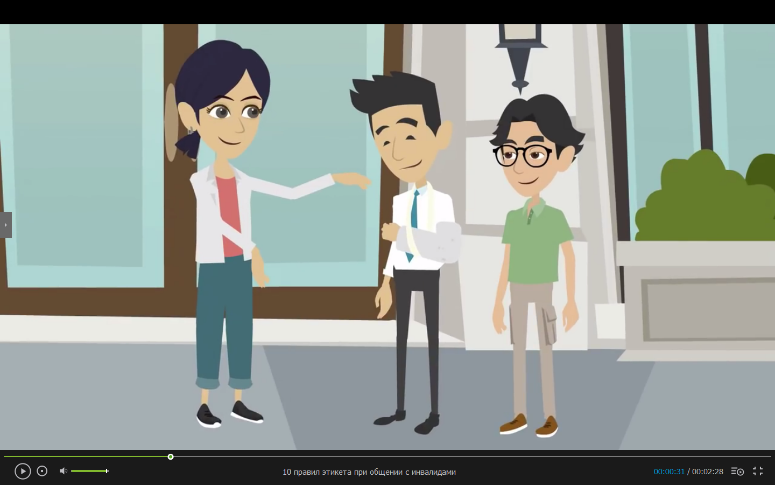 10 правил этикета при общении с инвалидами
00:00:31 / 00:02:28